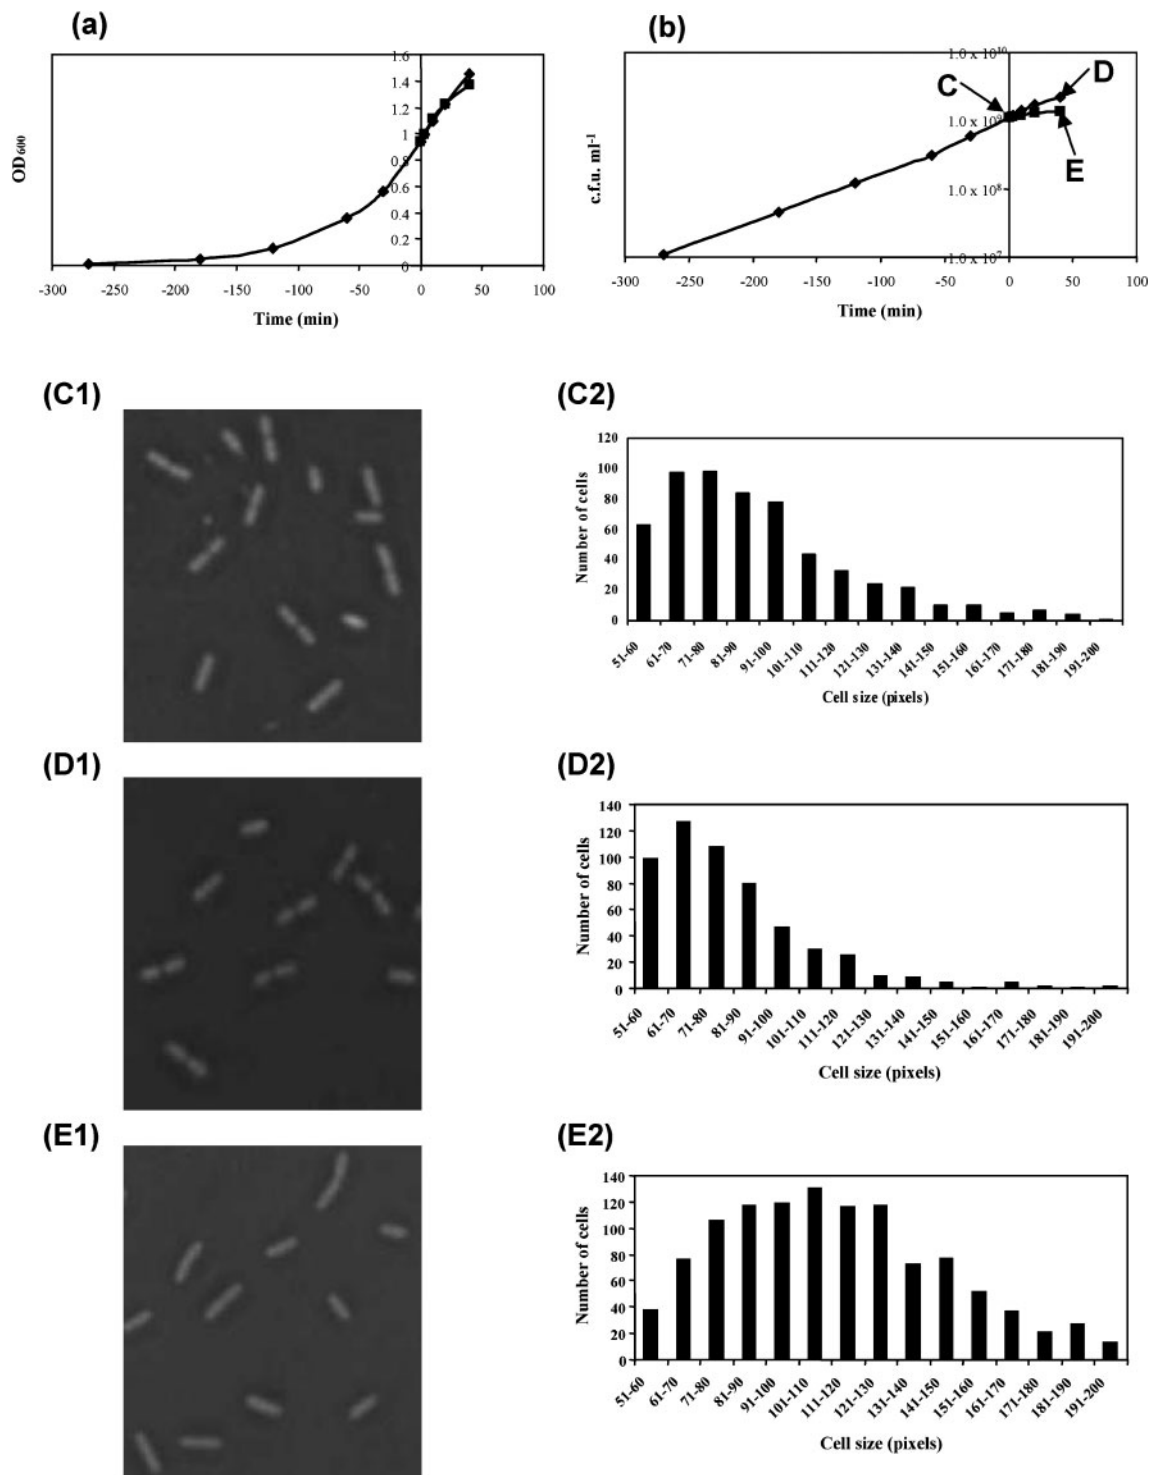 (a)
1.6
1.4
1.2
1
0.8
0.6
0.4
0.2
0
OD600
-300 -250 -200 -150 -100 -50 0 50 100
Time (min)
(b)
1.0 x 10^10
1.0 x 10^9
1.0 x 10^8
1.0 x 10^7
c.f.u. ml-1
C
D
E
-300 -250 -200 -150 -100 -50 0 50 100
Time (min)
(C1)
(C2)
120
100
80
60
40
20
0
Number of cells
51-60 61-70 71-80 81-90 91-100 101-110 111-120 121-130 131-140 141-150 151-160 161-170 171-180 181-190 191-200
Cell size (pixels)
(D1)
(D2)
140
120
100
80
60
40
20
0
Number of cells
51-60 61-70 71-80 81-90 91-100 101-110 111-120 121-130 131-140 141-150 151-160 161-170 171-180 181-190 191-200
Cell size (pixels)
(E1)
(E2)
140
120
100
80
60
40
20
0
Number of cells
51-60 61-70 71-80 81-90 91-100 101-110 111-120 121-130 131-140 141-150 151-160 161-170 171-180 181-190 191-200
Cell size (pixels)